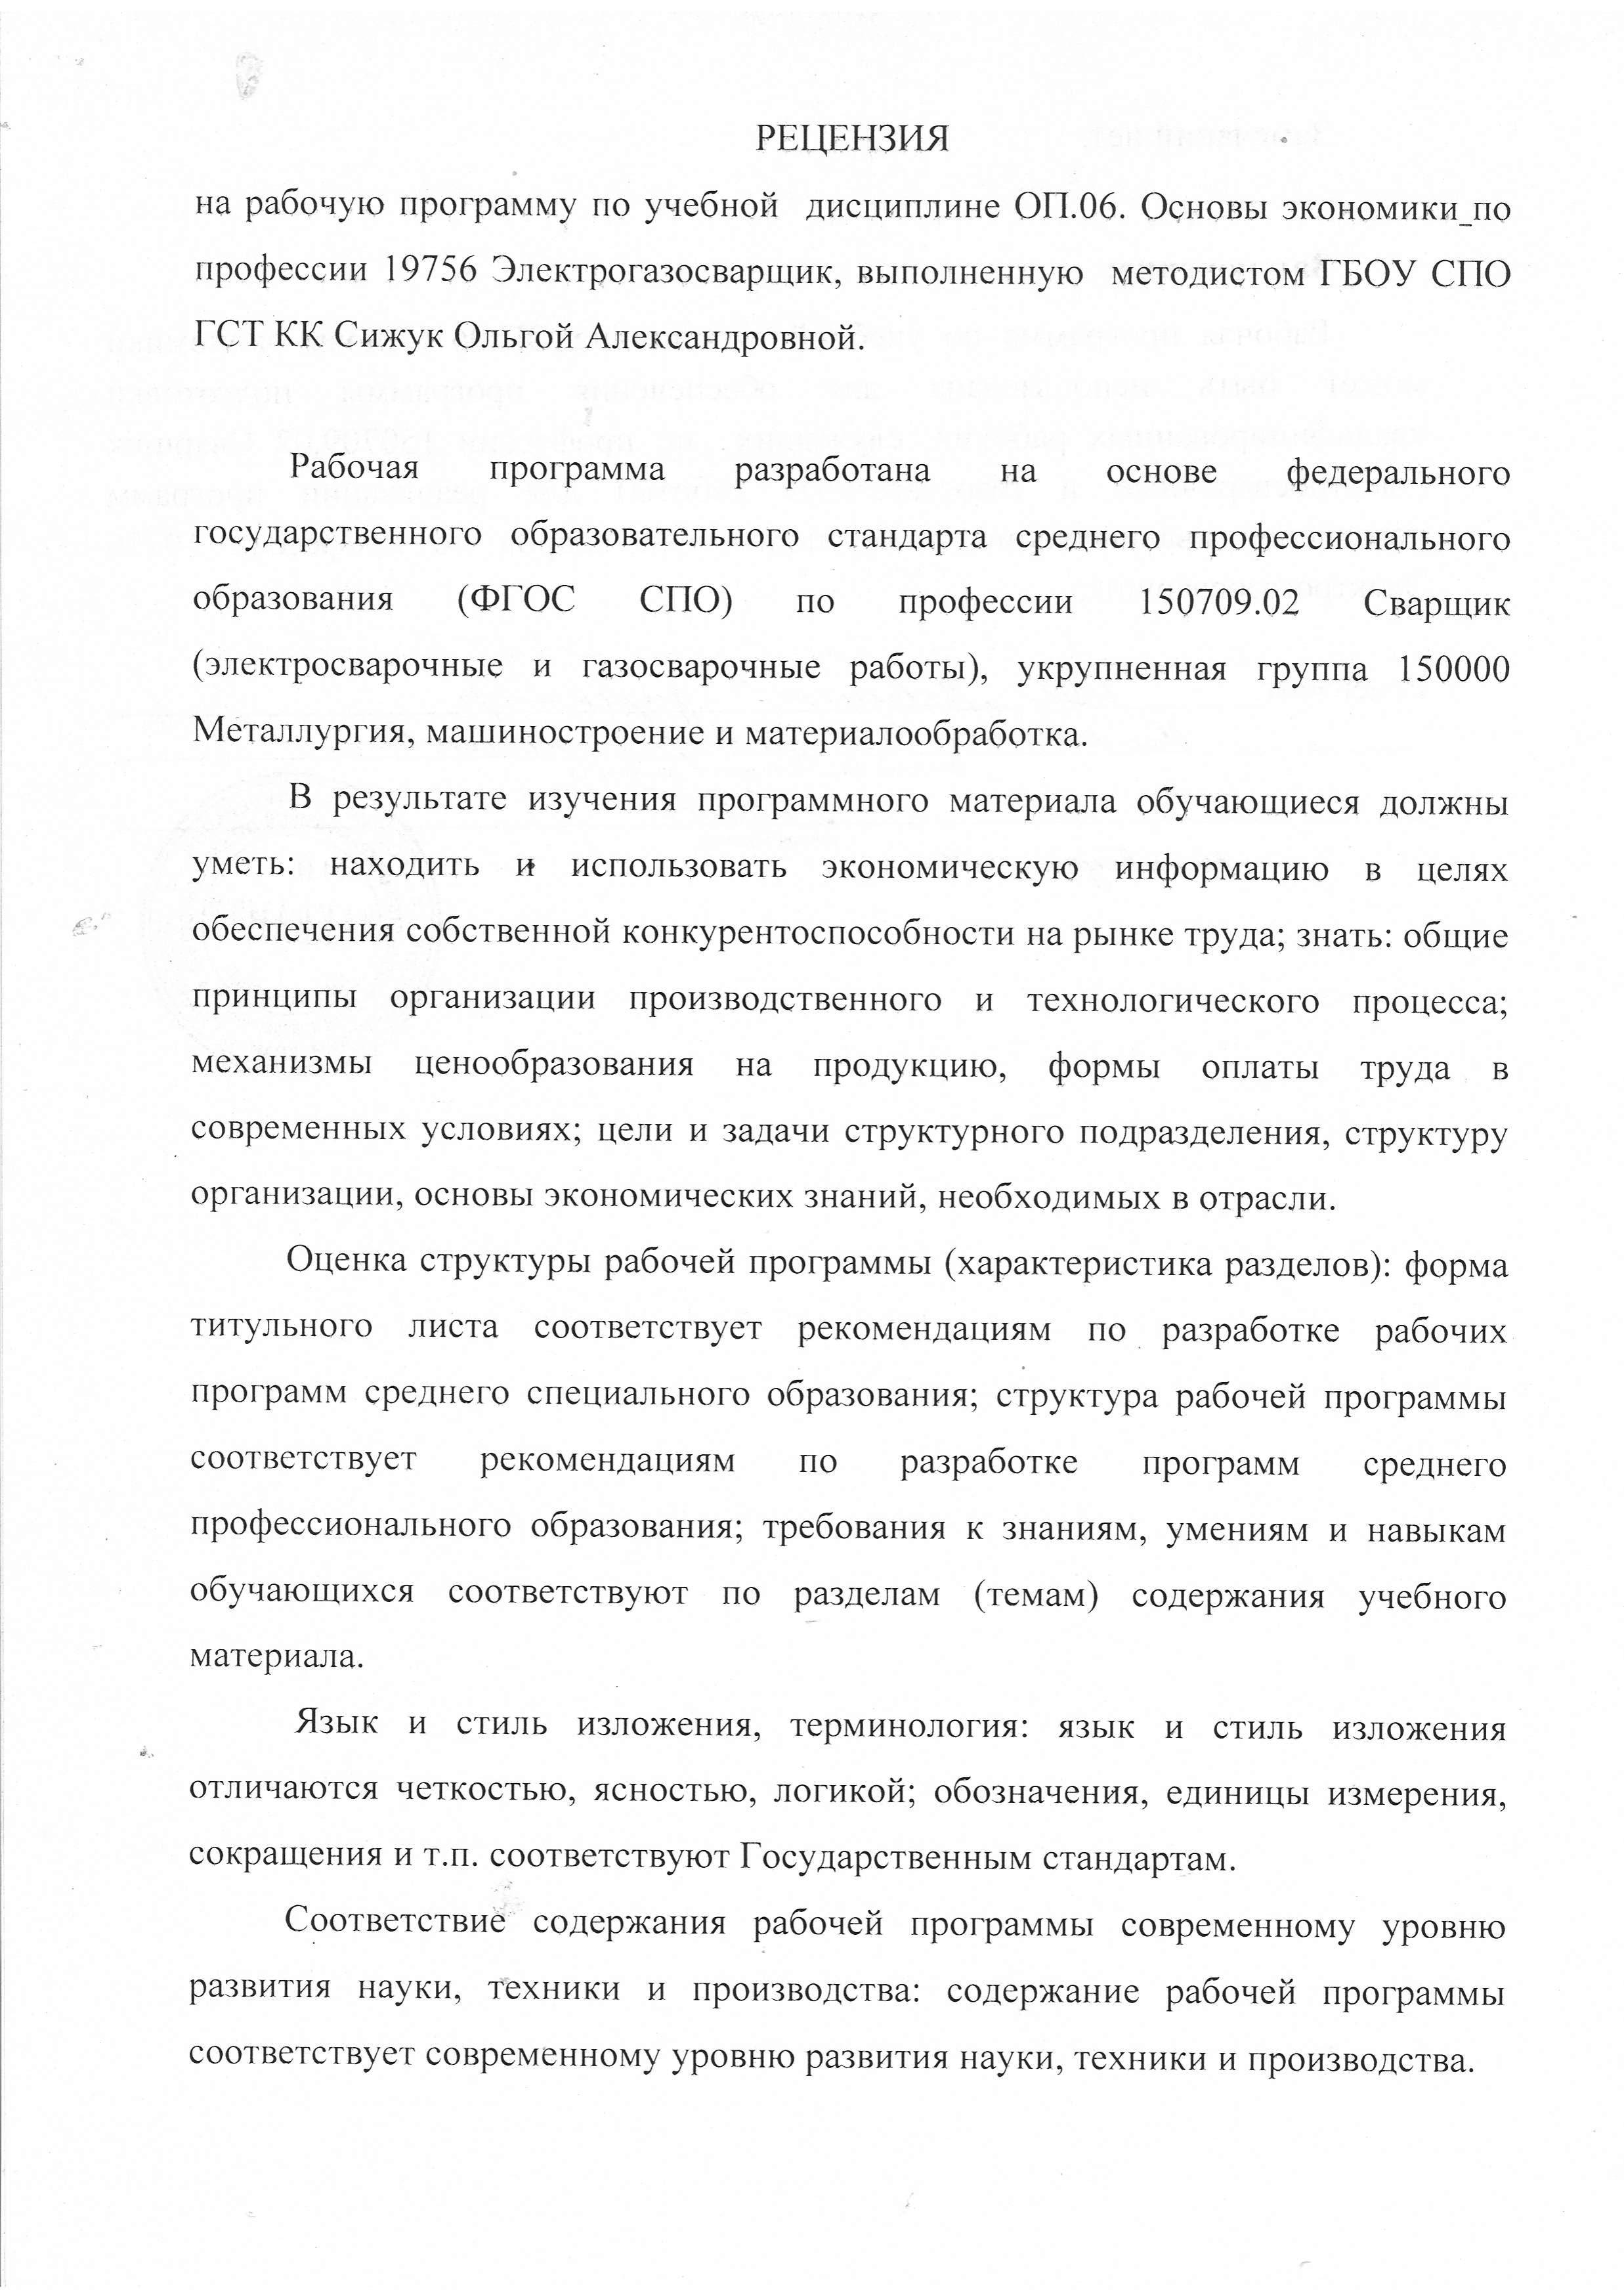 РЕЦЕНЗИЯ
на рабочую программу по учебной дисциплине ОП.06. Основы экономики_по
профессии 19756 Электрогазосварщик, выполненную методистом ГБОУ СПО
ГСТ КК Сижук Ольгой Александровной.
Рабочая программа разработана на основе федерального
государственного образовательного стандарта среднего профессионального
образования (ФГОС СПО) по профессии 150709.02 Сварщик
(электросварочные и газосварочные работы), укрупненная группа 150000
Металлургия, машиностроение и материалообработка.
В результате изучения программного материала обучающиеся должны
уметь: находить и использовать экономическую информацию в целях
обеспечения собственной конкурентоспособности на рынке труда; знать: общие
принципы организации производственного и технологического процесса;
механизмы ценообразования на продукцию, формы оплаты труда в
современных условиях; цели и задачи структурного подразделения, структуру
организации, основы экономических знаний, необходимых в отрасли.
Оценка структуры рабочей программы (характеристика разделов): форма
титульного листа соответствует рекомендациям по разработке рабочих
программ среднего специального образования; структура рабочей программы
соответствует рекомендациям по разработке программ среднего
профессионального образования; требования к знаниям, умениям и навыкам
обучающихся соответствуют по разделам (темам) содержания учебного
материала.
Язык и стиль изложения, терминология: язык и стиль изложения
отличаются четкостью, ясностью, логикой; обозначения, единицы измерения,
сокращения и т.п. соответствуют Государственным стандартам.
Соответствие содержания рабочей программы современному уровню
развития науки, техники и производства: содержание рабочей программы
соответствует современному уровню развития науки, техники и производства.